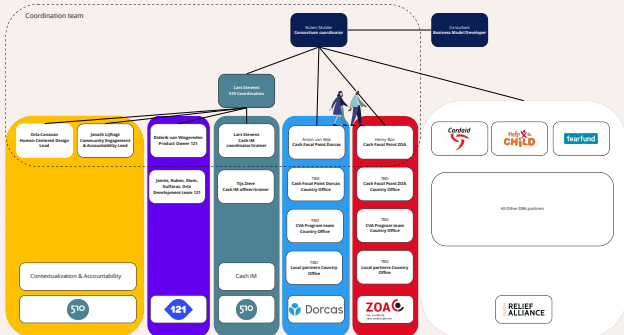 Coordination team
Ruben Mulder
Consortium coordinator
Consultant
Business Model Developer
Lars Stevens
510 Coordination
Orla Canavan
Human Centered Design
Lead
Jonath Lijftogt
Community Engagement
& Accountability Lead
Diderik van Wingerden
Product Owner 121
Lars Stevens
Cash IM
coordinator/trainer
Anton van Wijk
Cash Focal Point Dorcas
Henry Bos
Cash Focal Point ZOA
Cordaid
Help a
CHILD
tearfund
Jannis, Ruben, Elwin,
Gulfaraz, Orla
Development team 121
Tijs Ziere
Cash IM officer/trainer
TBD
Cash Focal Point Dorcas
Country Office
TBD
Cash Focal Point ZOA
Country Office
All Other DRA partners
TBD
CVA Program team
Country Office
TBD
CVA Program team
Country Office
TBD
Local partners Country
Office
TBD
Local partners Country
Office
Contextualization & Accountability
Cash IM
510
121
510
Dorcas
ZOA
RELIEF
ALLIANCE